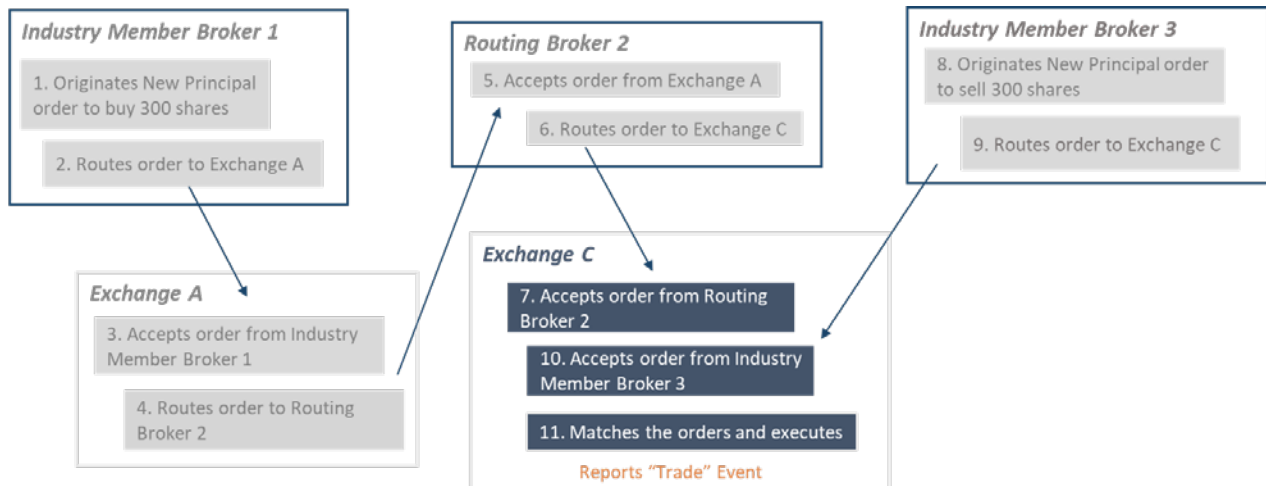 Industry Member Broker 1
1. Originates New Principal
order to buy 300 shares
2. Routes order to Exchange A
Routing Broker 2
5. Accepts order from Exchange A
6. Routes order to Exchange C
Industry Member Broker 3
8. Originates New Principal order
to sell 300 shares
9. Routes order to Exchange C
Exchange A
3. Accepts order from Industry
Member Broker 1
4. Routes order to Routing
Broker 2
Exchange C
7. Accepts order from Routing
Broker 2
10. Accepts order from Industry
Member Broker 3
11. Matches the orders and executes
Reports “Trade” Event